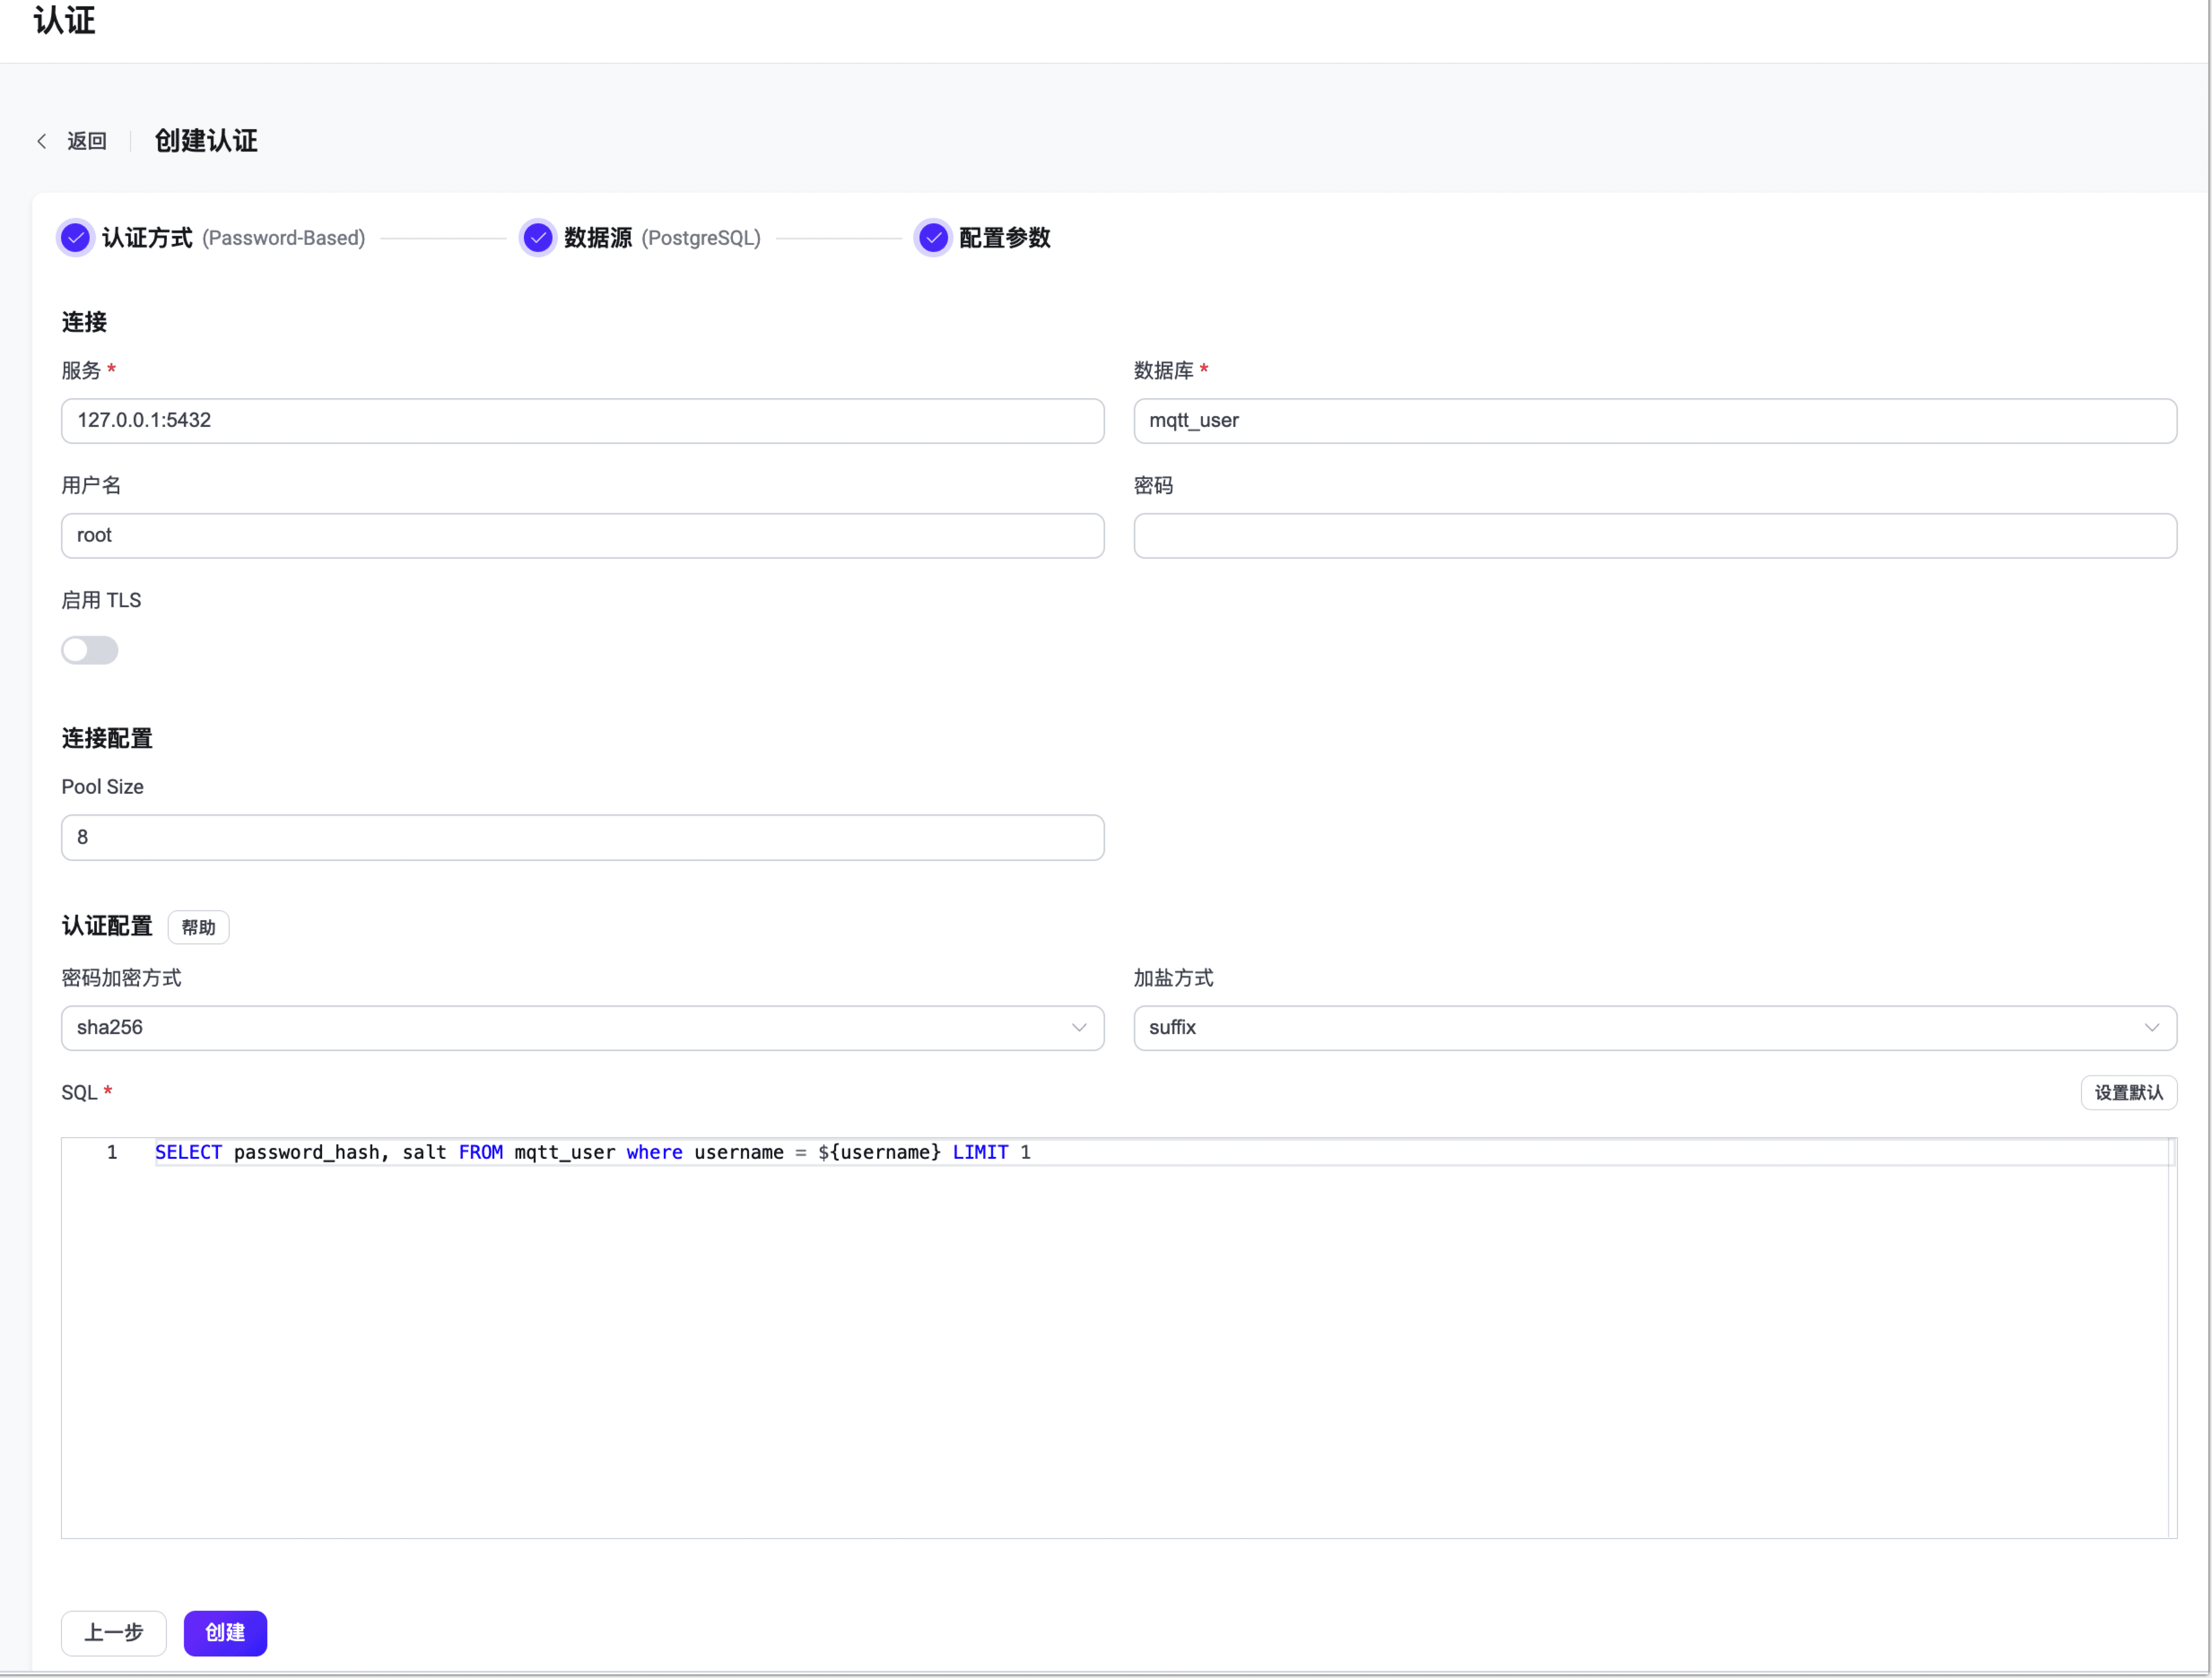 认证
返回 创建认证
认证方式 (Password-Based) 数据源 (PostgreSQL) 配置参数
连接
服务 * 数据库 *
127.0.0.1:5432 mqtt_user
用户名 密码
root
启用 TLS
连接配置
Pool Size
8
认证配置 帮助
密码加密方式 加盐方式
sha256 suffix
SQL * 设置默认
1 SELECT password_hash, salt FROM mqtt_user where username = ${username} LIMIT 1
上一步 创建